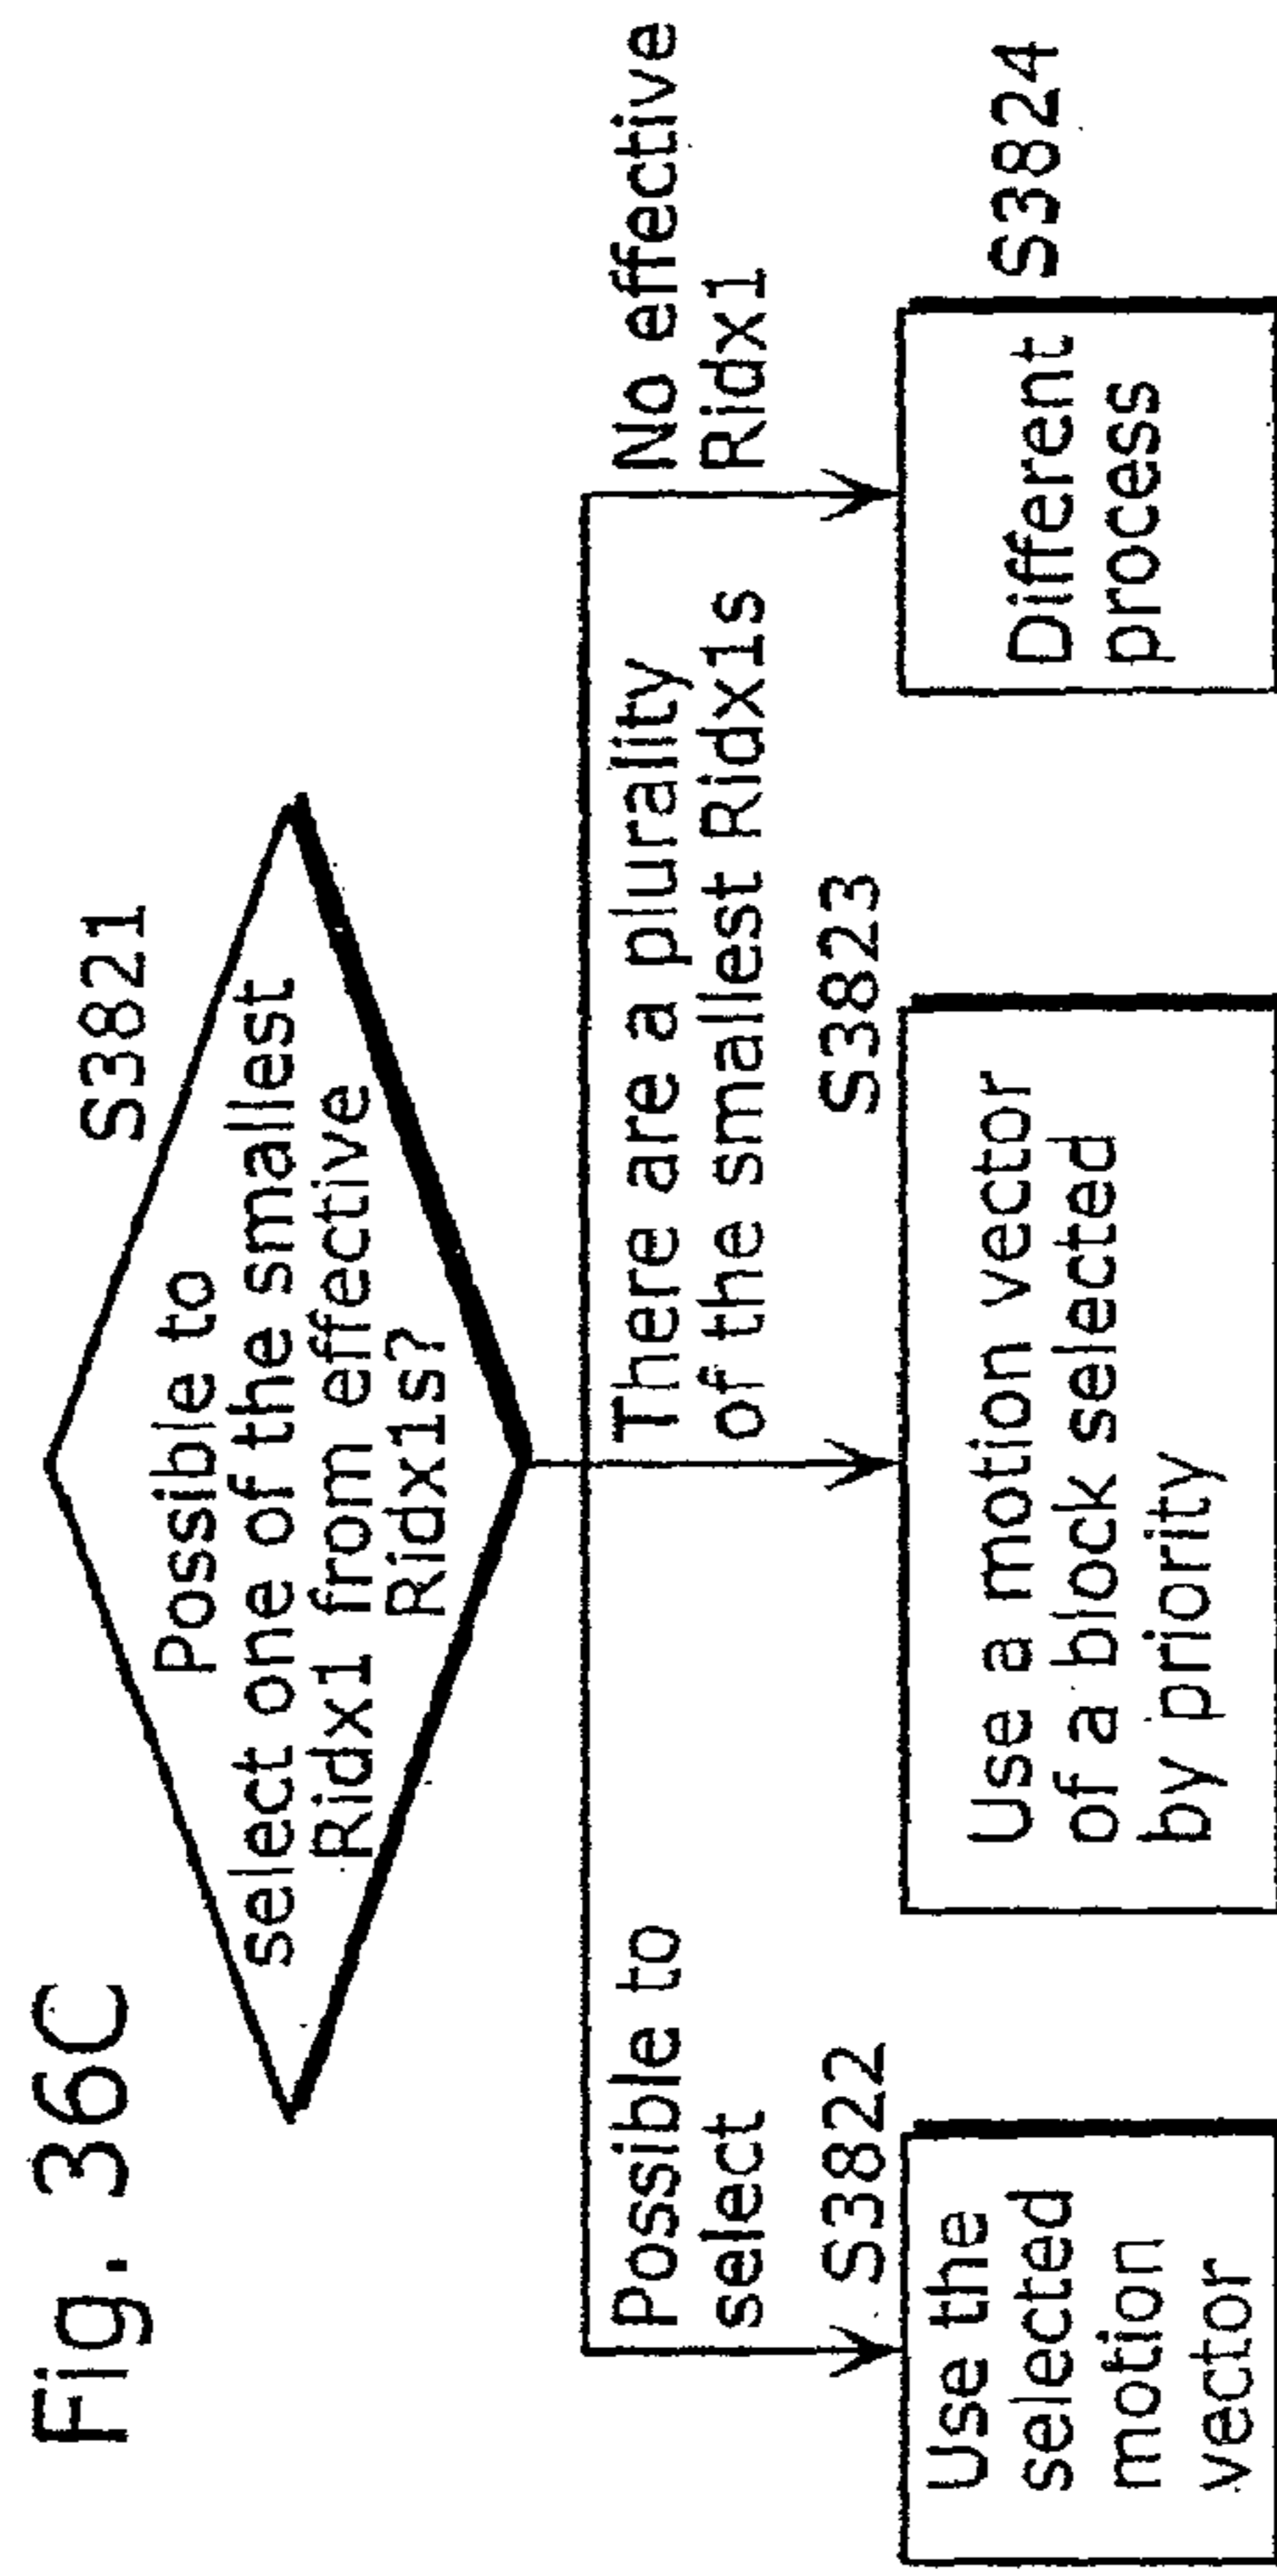 Fig. 36C
S3821
Possible to
select one of the smallest
Ridx1 from effective
Ridx1s?
Possible to
select
There are a plurality
of the smallest Ridx1s
No effective
Ridx1
S3822
Use the
selected
motion
vector
S3823
Use a motion vector
of a block selected
by priority
S3824
Different
process